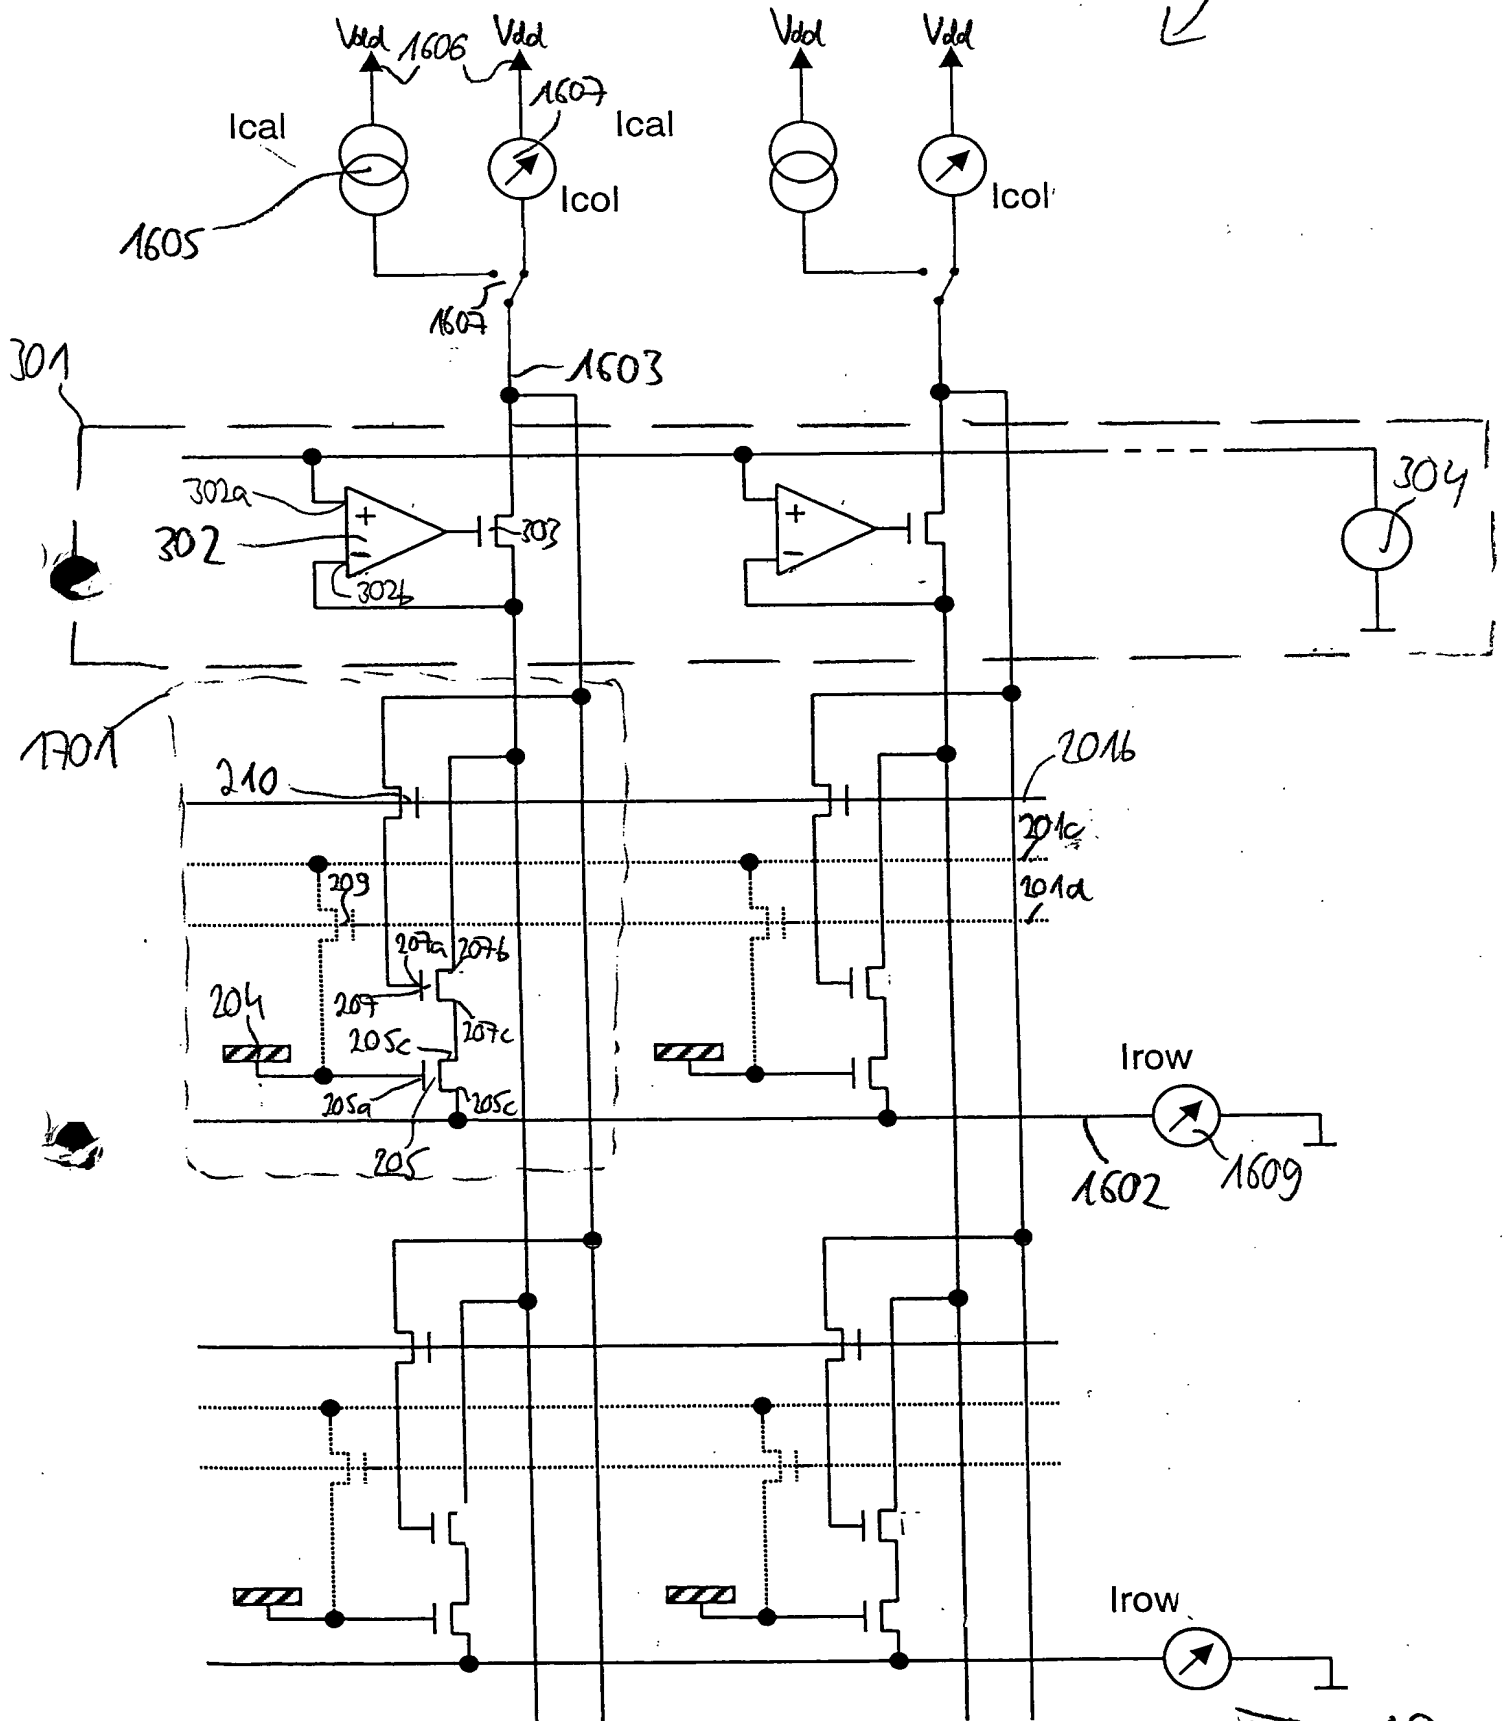 Vdd 1606 Vdd Vdd Vdd
1607
Ical Ical
Icol Icol
1605
1607
301 1603
302a + + 304
302 303
302b
1701
210 201b
201c
209 201d
207a 207b
204 207 207c
205c Irow
205a 205c
205 1602 1609
Irow